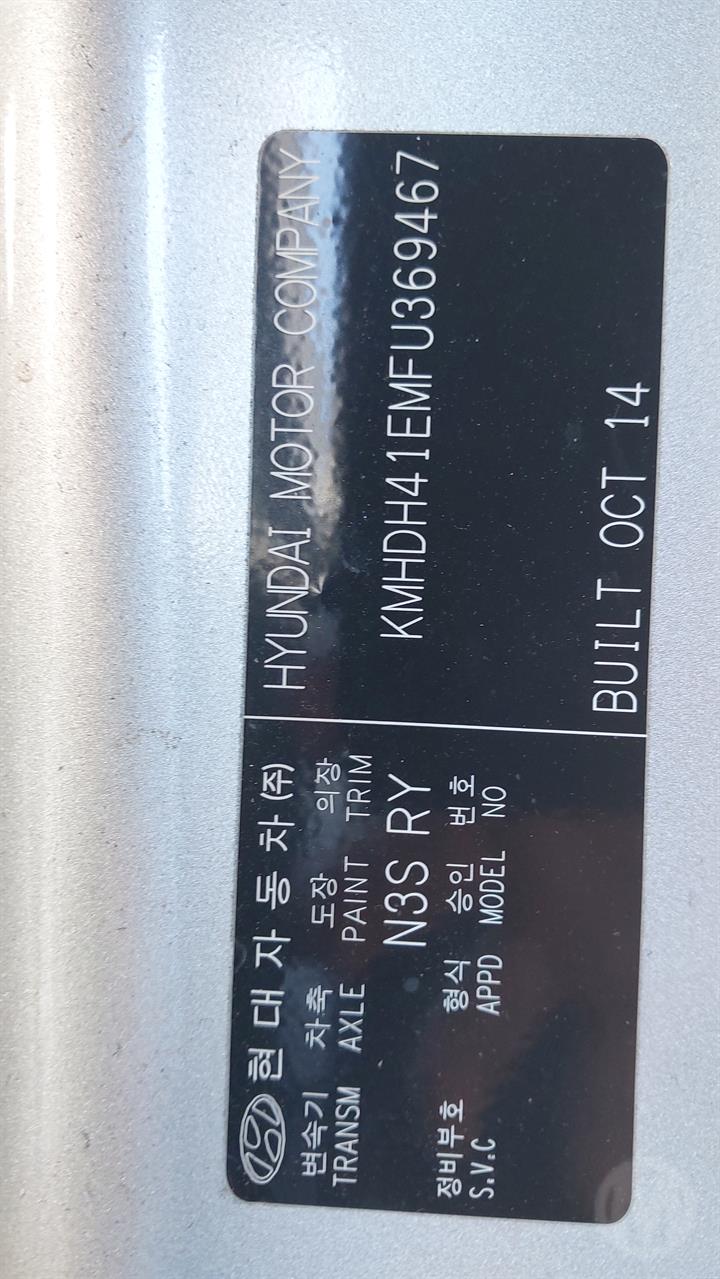 현대자동차(주)
변속기 차축 도장 의장
TRANSM AXLE PAINT TRIM
N3S RY
정비부호 형식 승인 번호
S.V.C APPD MODEL NO
HYUNDAI MOTOR COMPANY
KMHDH41EMFU369467
BUILT OCT 14